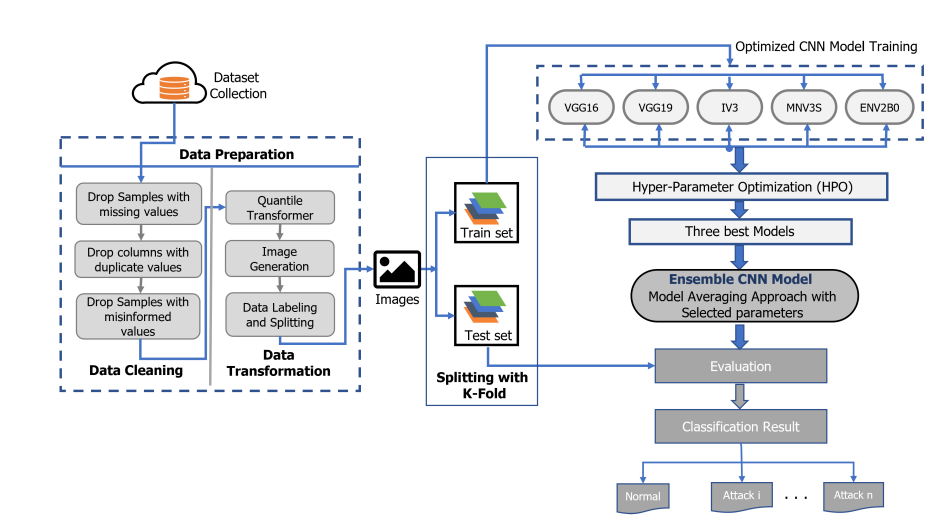 Dataset
Collection
Data Preparation
Drop Samples with
missing values
Drop columns with
duplicate values
Drop Samples with
misinformed
values
Data Cleaning
Quantile
Transformer
Image
Generation
Data Labeling
and Splitting
Data
Transformation
Images
Train set
Test set
Splitting with
K-Fold
Optimized CNN Model Training
VGG16
VGG19
IV3
MNV3S
ENV2B0
Hyper-Parameter Optimization (HPO)
Three best Models
Ensemble CNN Model
Model Averaging Approach with
Selected parameters
Evaluation
Classification Result
Normal
Attack i
. . .
Attack n